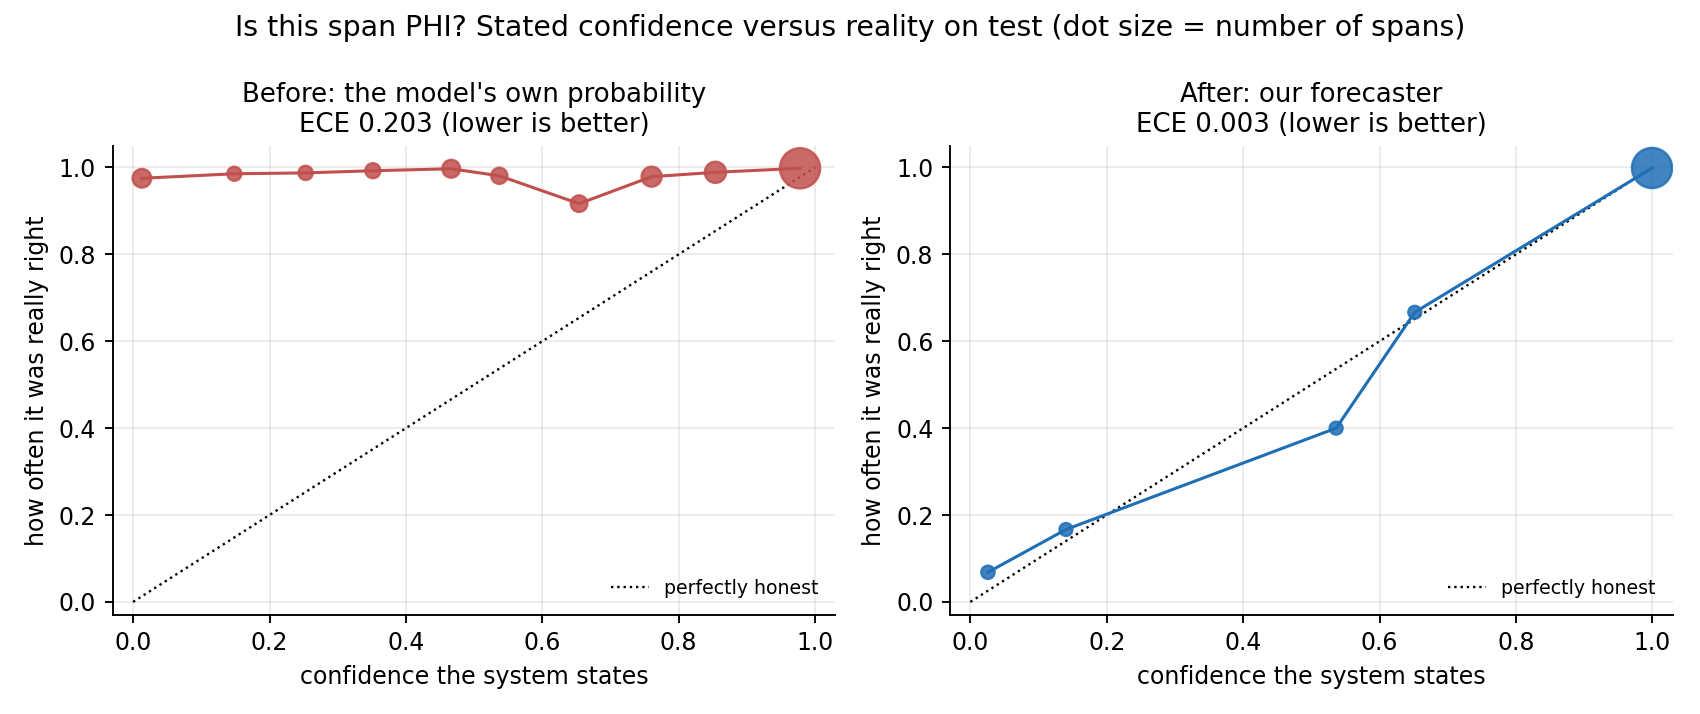 Is this span PHI? Stated confidence versus reality on test (dot size = number of spans)
Before: the model's own probability
ECE 0.203 (lower is better)
how often it was really right
1.0
0.8
0.6
0.4
0.2
0.0
perfectly honest
0.0 0.2 0.4 0.6 0.8 1.0
confidence the system states
After: our forecaster
ECE 0.003 (lower is better)
how often it was really right
1.0
0.8
0.6
0.4
0.2
0.0
perfectly honest
0.0 0.2 0.4 0.6 0.8 1.0
confidence the system states